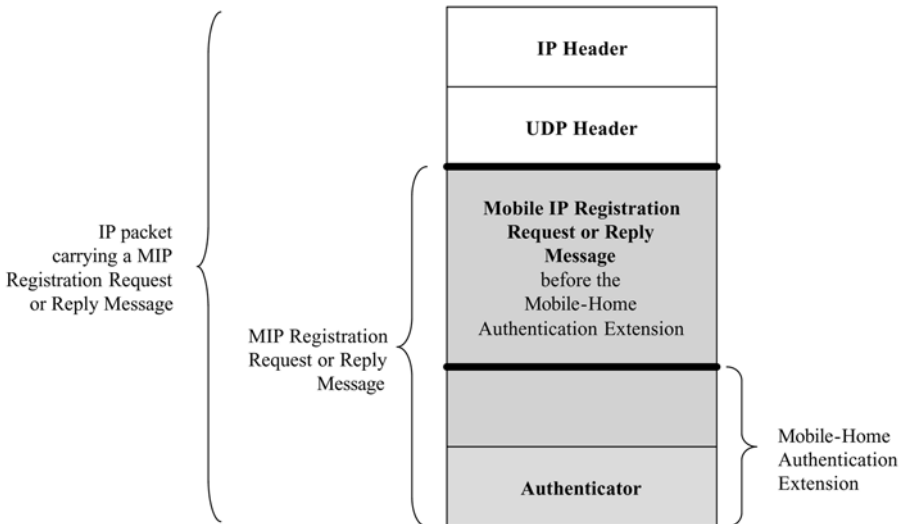 IP Header
UDP Header
Mobile IP Registration
Request or Reply
Message
before the
Mobile-Home
Authentication Extension
Authenticator
IP packet
carrying a MIP
Registration Request
or Reply Message
MIP Registration
Request or Reply
Message
Mobile-Home
Authentication
Extension